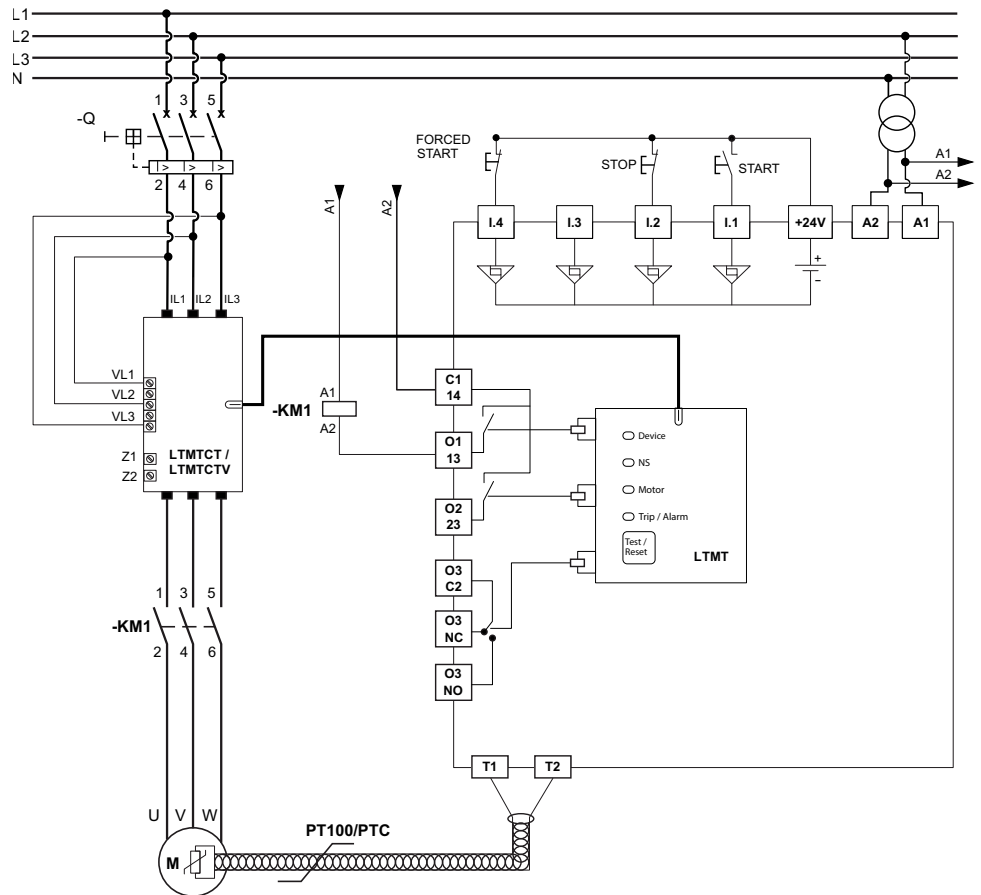 L1
L2
L3
N
1 3 5
-Q
I> I> I>
2 4 6
FORCED START
STOP
START
A1
A2
A1
A2
I.4
I.3
I.2
I.1
+24V
A2
A1
+
–
IL1 IL2 IL3
VL1
VL2
VL3
Z1
Z2
LTMTCT /
LTMTCTV
A1
-KM1
A2
C1
14
O1
13
O2
23
O3
C2
O3
NC
O3
NO
Device
NS
Motor
Trip / Alarm
Test /
Reset
LTMT
1 3 5
-KM1
2 4 6
T1
T2
U V W
PT100/PTC
M